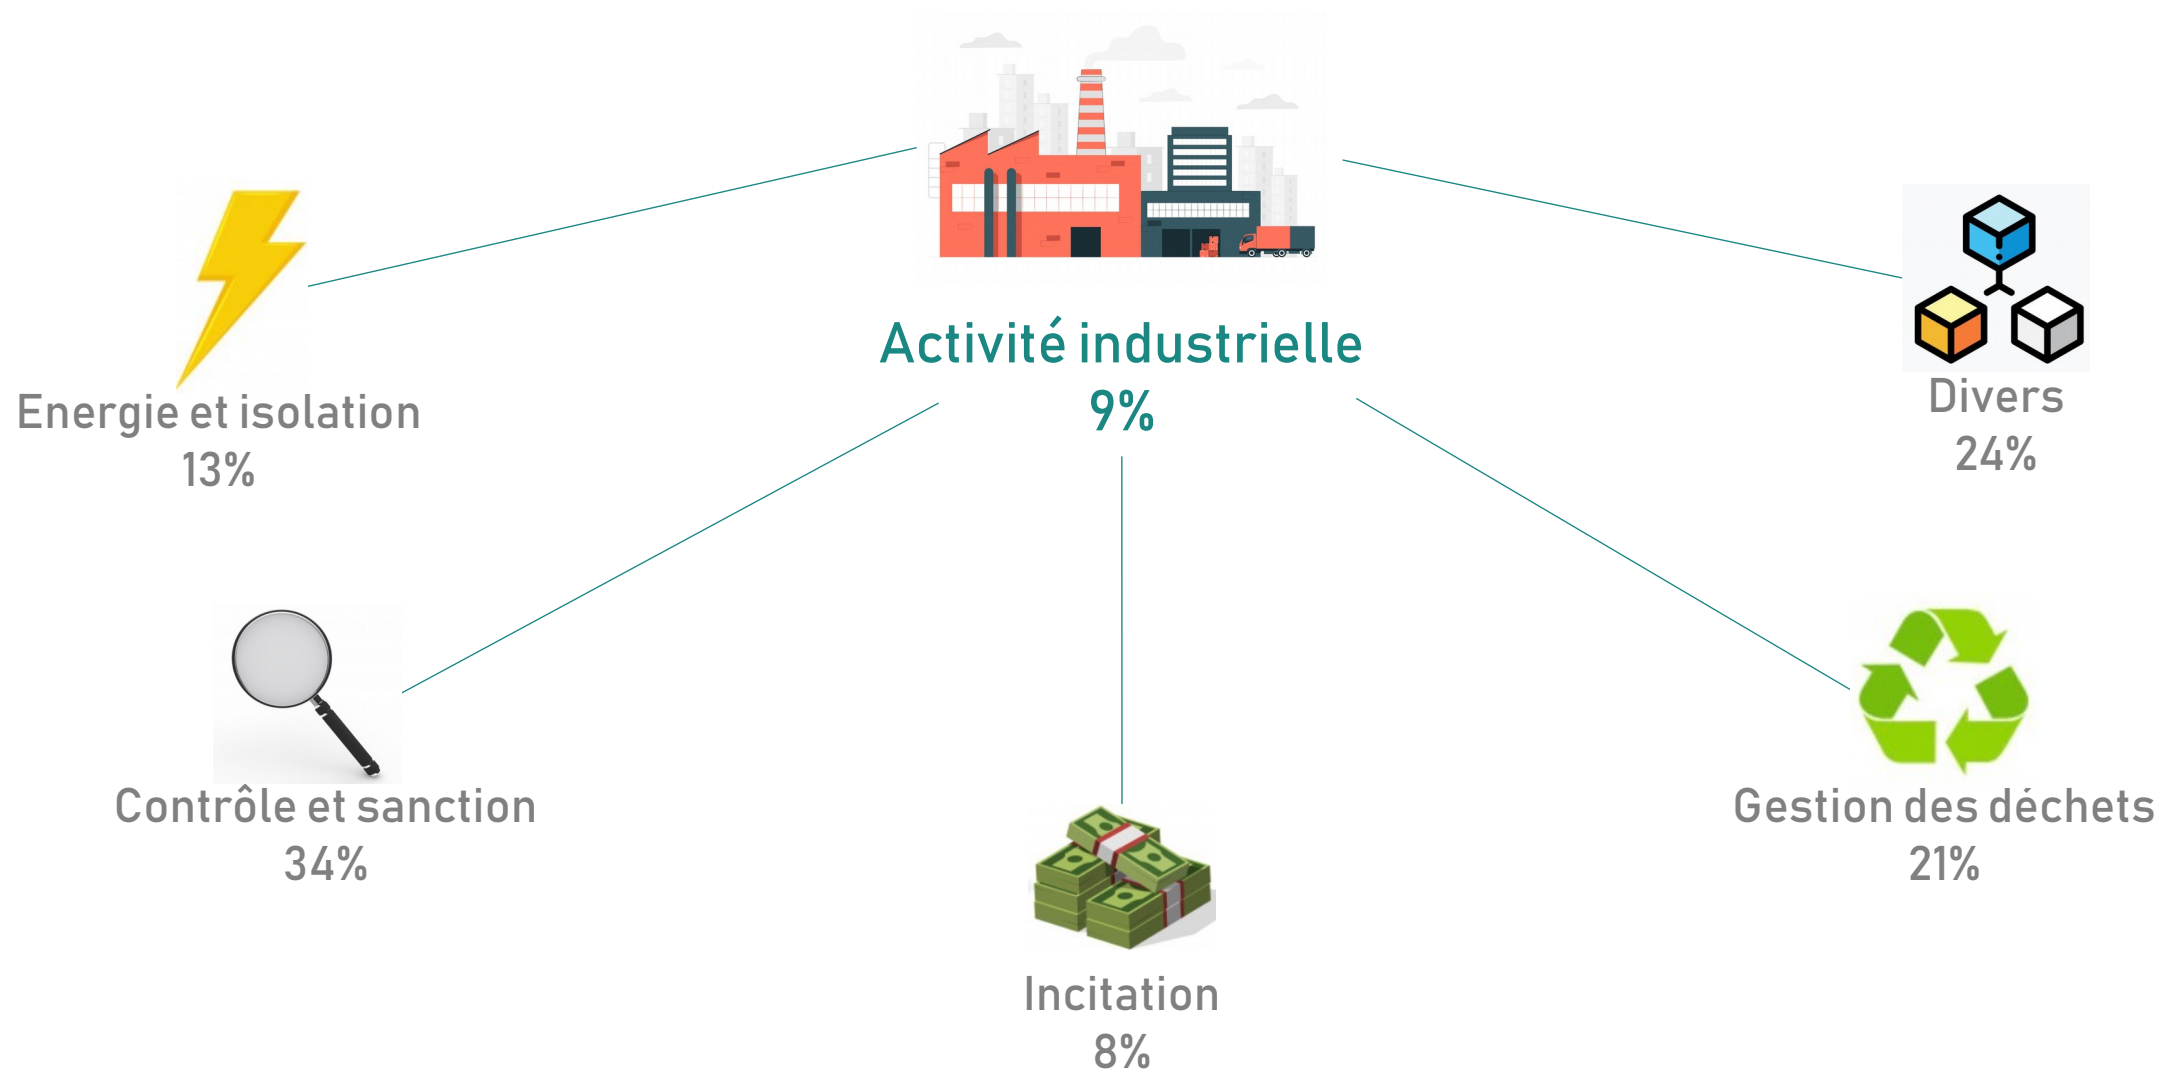 Activité industrielle
9%
Energie et isolation
13%
Divers
24%
Contrôle et sanction
34%
Gestion des déchets
21%
Incitation
8%